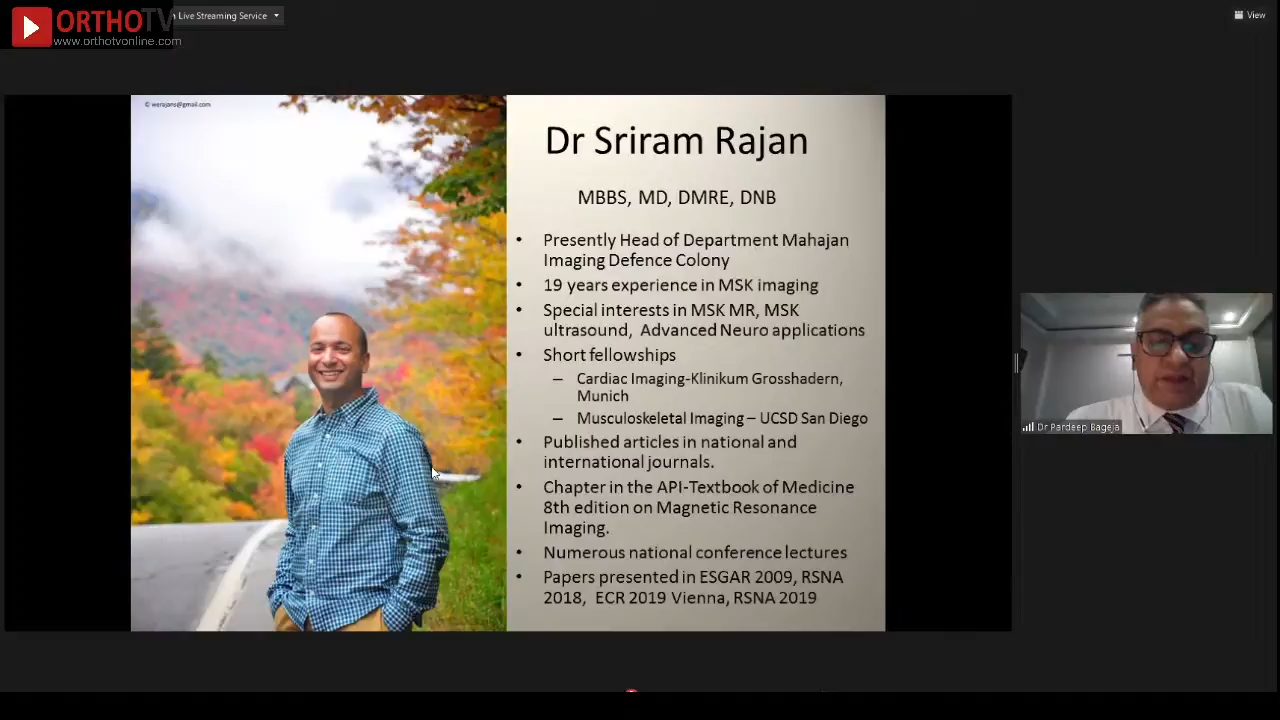 ORTHOTV
Live Streaming Service
www.orthotvonline.com
View
© werajans@gmail.com
Dr Sriram Rajan
MBBS, MD, DMRE, DNB
• Presently Head of Department Mahajan
Imaging Defence Colony
• 19 years experience in MSK imaging
• Special interests in MSK MR, MSK
ultrasound, Advanced Neuro applications
• Short fellowships
– Cardiac Imaging-Klinikum Grosshadern,
Munich
– Musculoskeletal Imaging – UCSD San Diego
• Published articles in national and
international journals.
• Chapter in the API-Textbook of Medicine
8th edition on Magnetic Resonance
Imaging.
• Numerous national conference lectures
• Papers presented in ESGAR 2009, RSNA
2018, ECR 2019 Vienna, RSNA 2019
Dr Pardeep Bageja